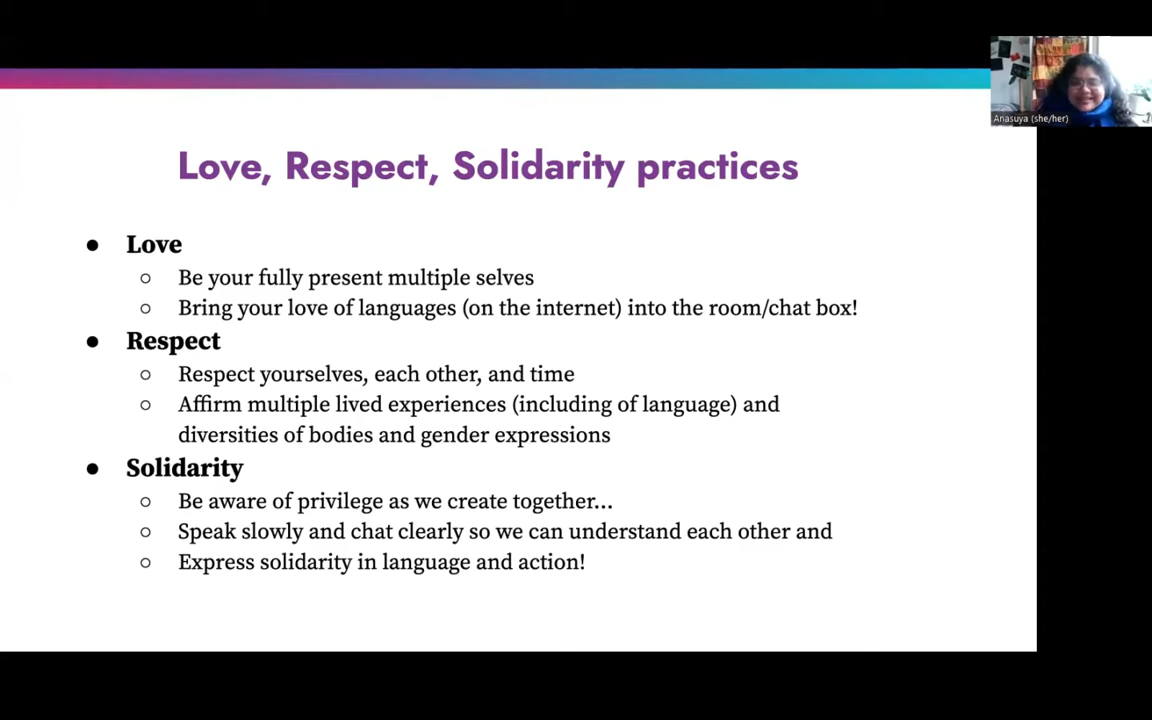 Anasuya (she/her)
Love, Respect, Solidarity practices
● Love
○ Be your fully present multiple selves
○ Bring your love of languages (on the internet) into the room/chat box!
● Respect
○ Respect yourselves, each other, and time
○ Affirm multiple lived experiences (including of language) and
diversities of bodies and gender expressions
● Solidarity
○ Be aware of privilege as we create together...
○ Speak slowly and chat clearly so we can understand each other and
○ Express solidarity in language and action!